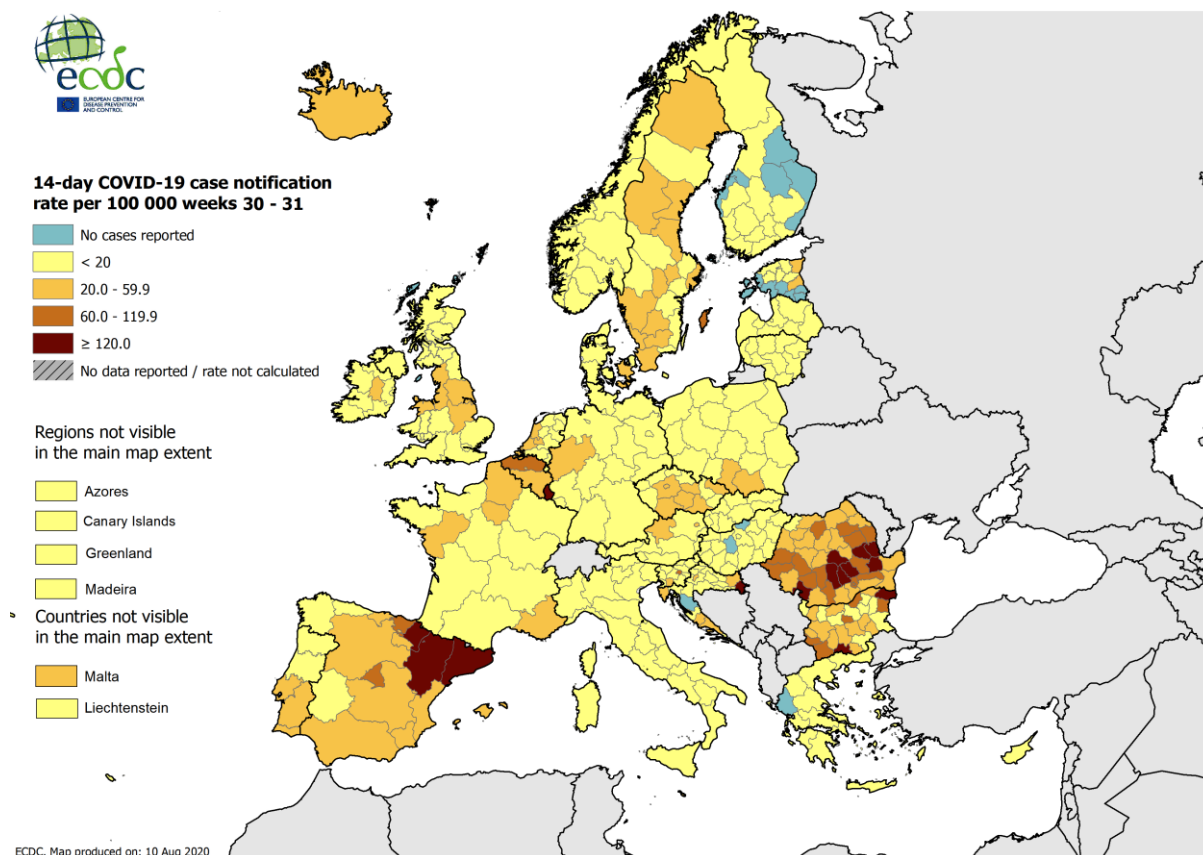 ecdc
EUROPEAN CENTRE FOR
DISEASE PREVENTION
AND CONTROL
14-day COVID-19 case notification
rate per 100 000 weeks 30 - 31
No cases reported
< 20
20.0 - 59.9
60.0 - 119.9
≥ 120.0
No data reported / rate not calculated
Regions not visible
in the main map extent
Azores
Canary Islands
Greenland
Madeira
Countries not visible
in the main map extent
Malta
Liechtenstein
ECDC. Map produced on: 10 Aug 2020